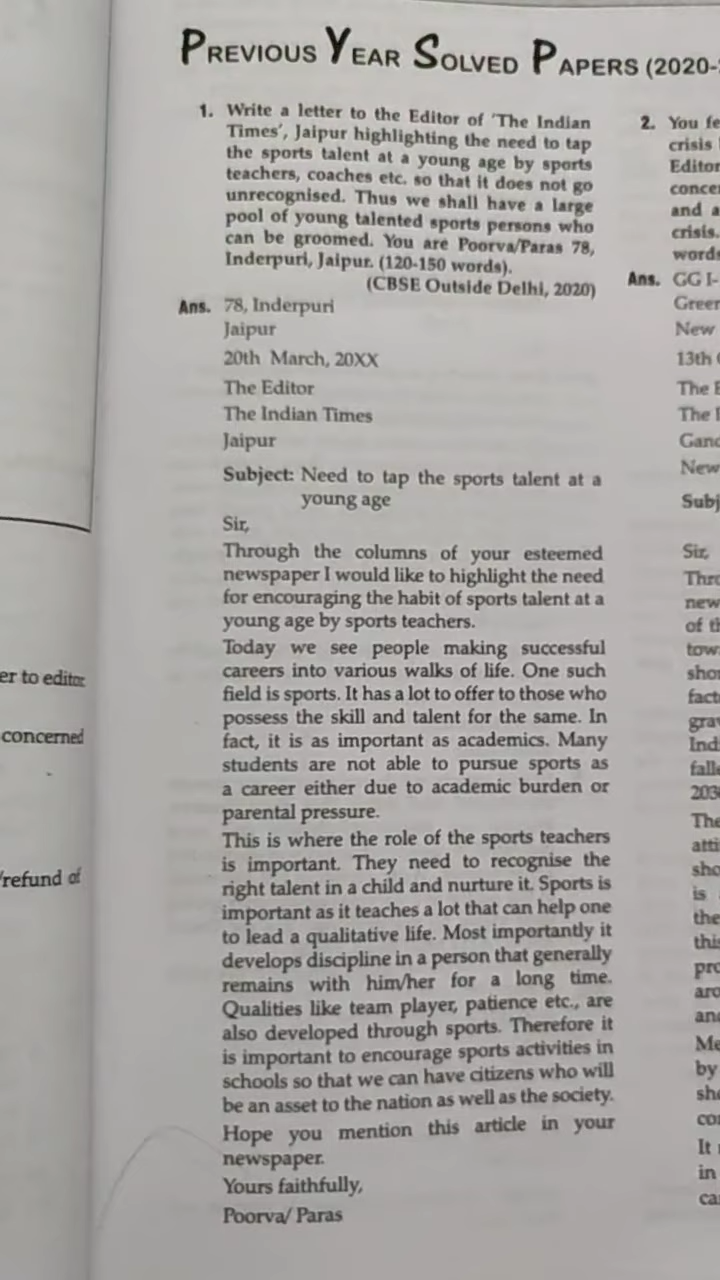 PREVIOUS YEAR SOLVED PAPERS (2020-
1. Write a letter to the Editor of 'The Indian
Times', Jaipur highlighting the need to tap
the sports talent at a young age by sports
teachers, coaches etc. so that it does not go
unrecognised. Thus we shall have a large
pool of young talented sports persons who
can be groomed. You are Poorva/Paras 78,
Inderpuri, Jaipur. (120-150 words).
(CBSE Outside Delhi, 2020)
Ans. 78, Inderpuri
Jaipur
20th March, 20XX
The Editor
The Indian Times
Jaipur
Subject: Need to tap the sports talent at a
young age
Sir,
Through the columns of your esteemed
newspaper I would like to highlight the need
for encouraging the habit of sports talent at a
young age by sports teachers.
Today we see people making successful
careers into various walks of life. One such
field is sports. It has a lot to offer to those who
possess the skill and talent for the same. In
fact, it is as important as academics. Many
students are not able to pursue sports as
a career either due to academic burden or
parental pressure.
This is where the role of the sports teachers
is important. They need to recognise the
right talent in a child and nurture it. Sports is
important as it teaches a lot that can help one
to lead a qualitative life. Most importantly it
develops discipline in a person that generally
remains with him/her for a long time.
Qualities like team player, patience etc., are
also developed through sports. Therefore it
is important to encourage sports activities in
schools so that we can have citizens who will
be an asset to the nation as well as the society.
Hope you mention this article in your
newspaper.
Yours faithfully,
Poorva/ Paras
2. You fe
crisis
Editor
conce
and a
crisis.
words
Ans. GG I-
Green
New
13th
The E
The I
Gand
New
Subj
Sir,
Thro
new
of th
tow
sho
fact
grav
Ind
fall
203
The
atti
sho
is
the
this
pro
aro
and
Me
by
sh
co
It
in
ca
er to editor
concerned
/refund of